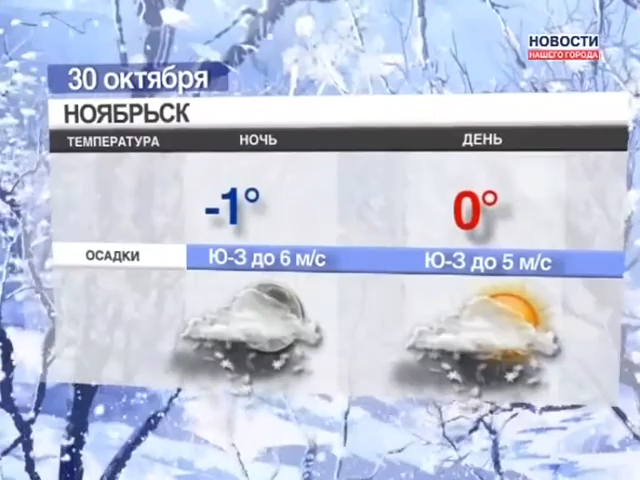 НОВОСТИ
НАШЕГО ГОРОДА
30 октября
НОЯБРЬСК
ТЕМПЕРАТУРА НОЧЬ ДЕНЬ
-1° 0°
ОСАДКИ Ю-З до 6 м/с Ю-З до 5 м/с